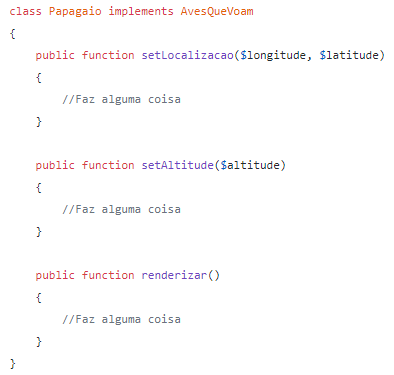 class Papagaio implements AvesQueVoam
{
    public function setLocalizacao($longitude, $latitude)
    {
        //Faz alguma coisa
    }

    public function setAltitude($altitude)
    {
        //Faz alguma coisa
    }

    public function renderizar()
    {
        //Faz alguma coisa
    }
}